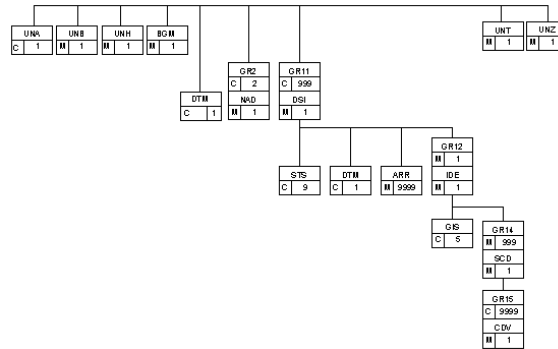 UNA UNB UNH BGM UNT UNZ
C 1 M 1 M 1 M 1 M 1 M 1
GR2 GR11
C 2 C 999
DTM NAD DSI
C 1 M 1 M 1
GR12
M 1
STS DTM ARR IDE
C 9 C 1 M 9999 M 1
GIS GR14
C 5 M 999
SCD
M 1
GR15
C 9999
CDV
M 1